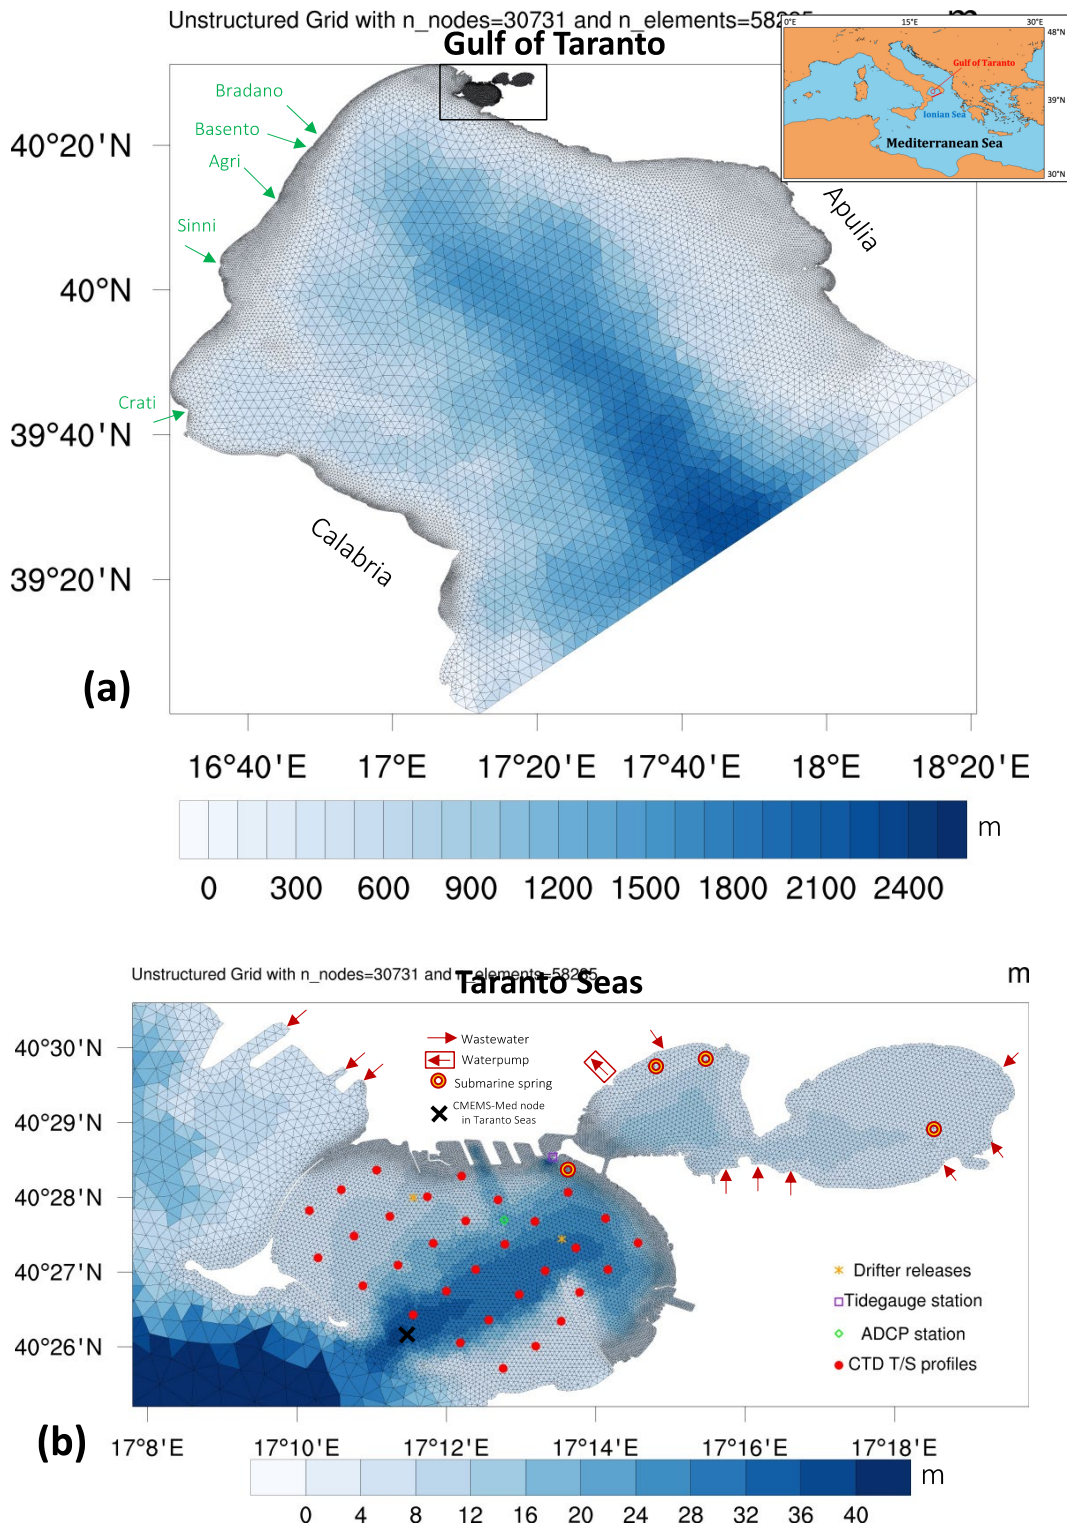 Unstructured Grid with n_nodes=30731 and n_elements=58285
m
Gulf of Taranto
0°E 15°E 30°E
48°N
39°N
30°N
Gulf of Taranto
Ionian Sea
Mediterranean Sea
Bradano
Basento
Agri
Sinni
Crati
Apulia
Calabria
40°20'N
40°N
39°40'N
39°20'N
(a)
16°40'E 17°E 17°20'E 17°40'E 18°E 18°20'E
m
0 300 600 900 1200 1500 1800 2100 2400
Unstructured Grid with n_nodes=30731 and n_elements=58285
m
Taranto Seas
Wastewater
Waterpump
Submarine spring
CMEMS-Med node
in Taranto Seas
40°30'N
40°29'N
40°28'N
40°27'N
40°26'N
Drifter releases
Tidegauge station
ADCP station
CTD T/S profiles
(b)
17°8'E 17°10'E 17°12'E 17°14'E 17°16'E 17°18'E
m
0 4 8 12 16 20 24 28 32 36 40